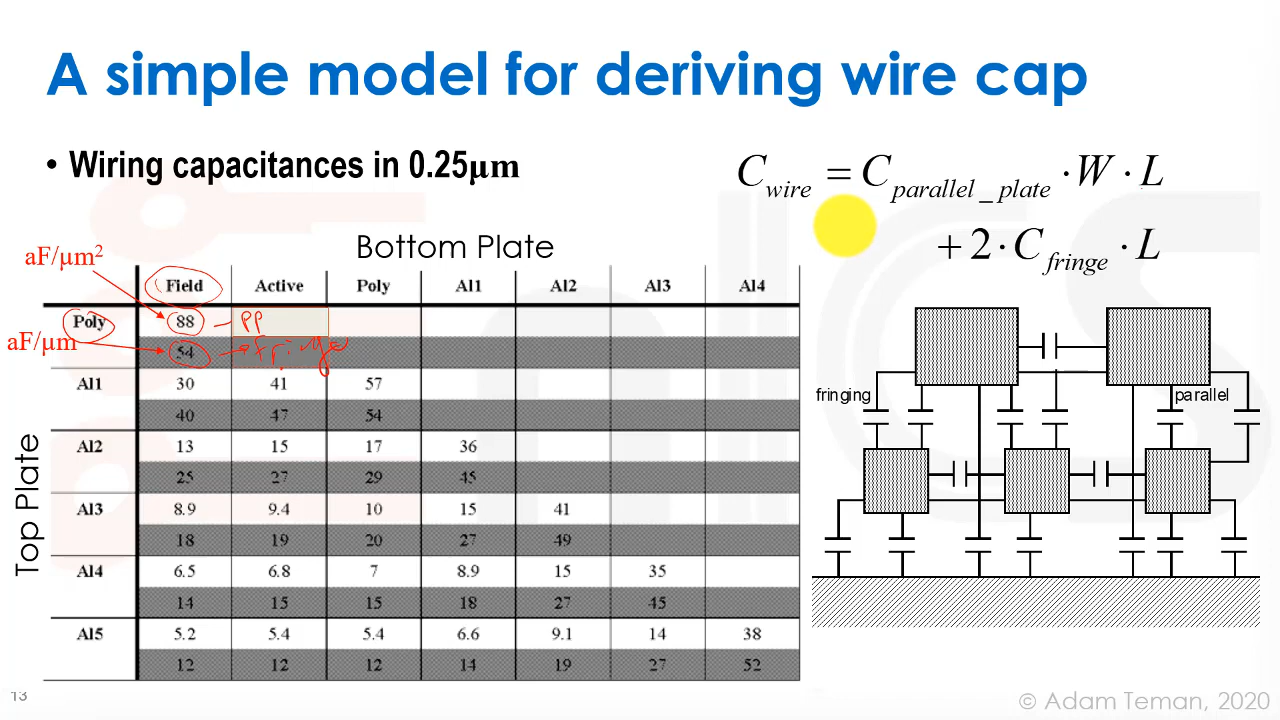 A simple model for deriving wire cap
• Wiring capacitances in 0.25µm
C_wire = C_parallel_plate · W · L
+ 2 · C_fringe · L
aF/µm²
aF/µm
Bottom Plate
Top Plate
Field Active Poly Al1 Al2 Al3 Al4
Poly 88 - PP
54 → fringe
Al1 30 41 57
40 47 54
Al2 13 15 17 36
25 27 29 45
Al3 8.9 9.4 10 15 41
18 19 20 27 49
Al4 6.5 6.8 7 8.9 15 35
14 15 15 18 27 45
Al5 5.2 5.4 5.4 6.6 9.1 14 38
12 12 12 14 19 27 52
fringing
parallel
13
© Adam Teman, 2020